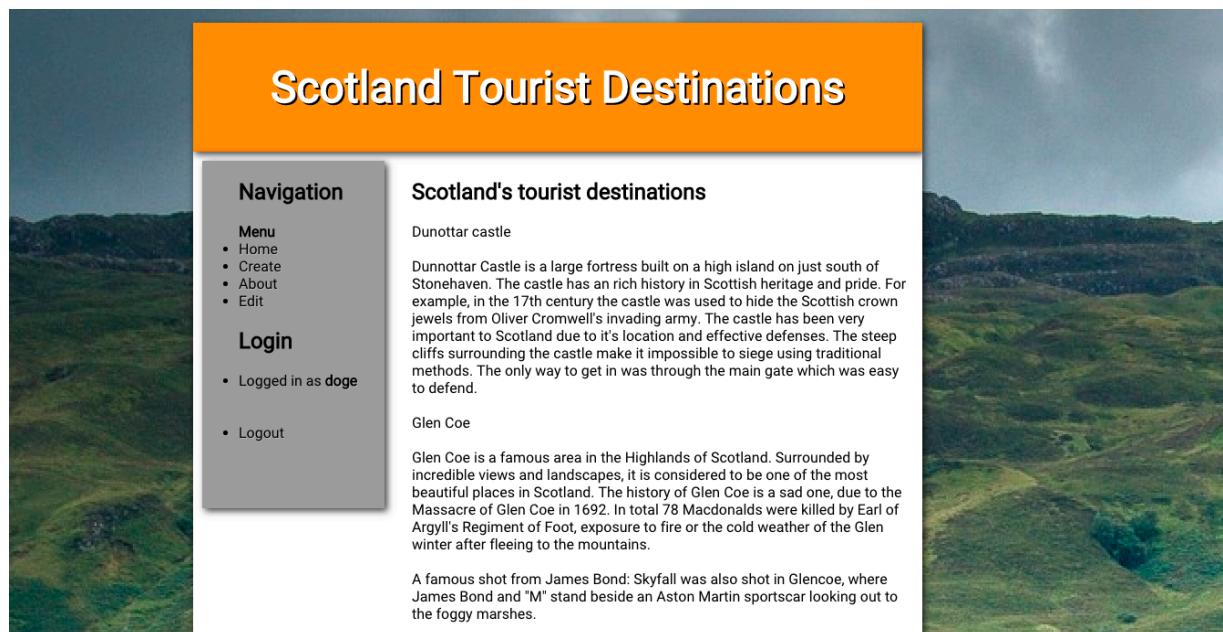 Scotland Tourist Destinations
Navigation
Menu
Home
Create
About
Edit
Login
Logged in as doge
Logout
Scotland's tourist destinations
Dunottar castle
Dunnottar Castle is a large fortress built on a high island on just south of
Stonehaven. The castle has an rich history in Scottish heritage and pride. For
example, in the 17th century the castle was used to hide the Scottish crown
jewels from Oliver Cromwell's invading army. The castle has been very
important to Scotland due to it's location and effective defenses. The steep
cliffs surrounding the castle make it impossible to siege using traditional
methods. The only way to get in was through the main gate which was easy
to defend.
Glen Coe
Glen Coe is a famous area in the Highlands of Scotland. Surrounded by
incredible views and landscapes, it is considered to be one of the most
beautiful places in Scotland. The history of Glen Coe is a sad one, due to the
Massacre of Glen Coe in 1692. In total 78 Macdonalds were killed by Earl of
Argyll's Regiment of Foot, exposure to fire or the cold weather of the Glen
winter after fleeing to the mountains.
A famous shot from James Bond: Skyfall was also shot in Glencoe, where
James Bond and "M" stand beside an Aston Martin sportscar looking out to
the foggy marshes.